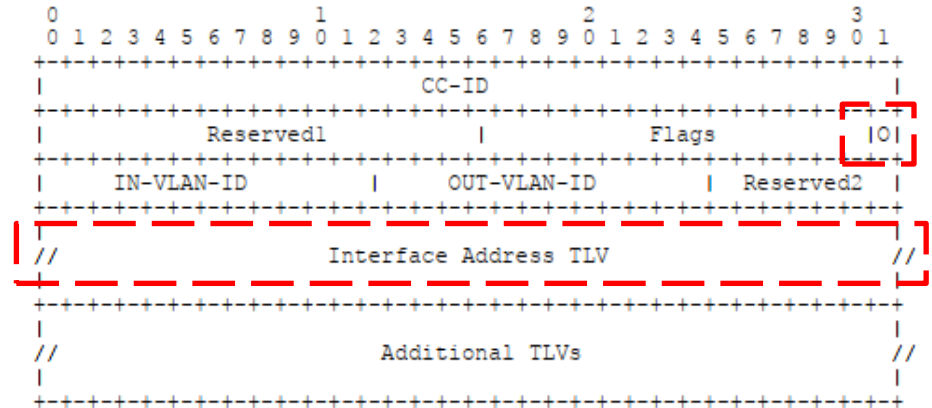 0                   1                   2                   3
 0 1 2 3 4 5 6 7 8 9 0 1 2 3 4 5 6 7 8 9 0 1 2 3 4 5 6 7 8 9 0 1
+-+-+-+-+-+-+-+-+-+-+-+-+-+-+-+-+-+-+-+-+-+-+-+-+-+-+-+-+-+-+-+-+
|                            CC-ID                              |
+-+-+-+-+-+-+-+-+-+-+-+-+-+-+-+-+-+-+-+-+-+-+-+-+-+-+-+-+-+-+-+-+
|            Reserved1           |            Flags           |O|
+-+-+-+-+-+-+-+-+-+-+-+-+-+-+-+-+-+-+-+-+-+-+-+-+-+-+-+-+-+-+-+-+
|     IN-VLAN-ID         |     OUT-VLAN-ID        |  Reserved2  |
+-+-+-+-+-+-+-+-+-+-+-+-+-+-+-+-+-+-+-+-+-+-+-+-+-+-+-+-+-+-+-+-+
|                                                               |
//                    Interface Address TLV                    //
|                                                               |
+-+-+-+-+-+-+-+-+-+-+-+-+-+-+-+-+-+-+-+-+-+-+-+-+-+-+-+-+-+-+-+-+
|                                                               |
//                        Additional TLVs                      //
|                                                               |
+-+-+-+-+-+-+-+-+-+-+-+-+-+-+-+-+-+-+-+-+-+-+-+-+-+-+-+-+-+-+-+-+